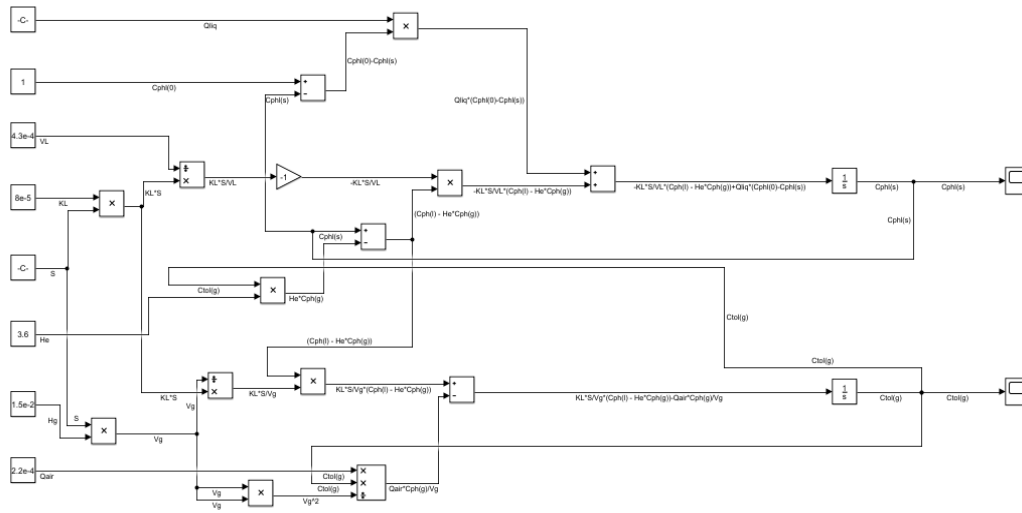 -C-
Qliq
×
Cphl(0)-Cphl(s)
1
Cphl(0)
+
−
Cphl(s)
Qliq*(Cphl(0)-Cphl(s))
4.3e-4
VL
÷
×
KL*S/VL
-1
-KL*S/VL
×
-KL*S/VL*(Cph(l) - He*Cph(g))
+
+
-KL*S/VL*(Cph(l) - He*Cph(g))+Qliq*(Cphl(0)-Cphl(s))
1
s
Cphl(s)
Cphl(s)
KL*S
8e-5
KL
×
(Cph(l) - He*Cph(g))
Cphl(s)
Cphl(s)
+
−
-C-
S
Ctol(g)
×
He*Cph(g)
Ctol(g)
3.6
He
(Cph(l) - He*Cph(g))
Ctol(g)
÷
×
KL*S
Vg
KL*S/Vg
×
KL*S/Vg*(Cph(l) - He*Cph(g))
+
−
KL*S/Vg*(Cph(l) - He*Cph(g))-Qair*Cph(g)/Vg
1
s
Ctol(g)
Ctol(g)
1.5e-2
Hg
S
×
Vg
2.2e-4
Qair
×
×
÷
Ctol(g)
Ctol(g)
Qair*Cph(g)/Vg
Vg
Vg
×
Vg^2